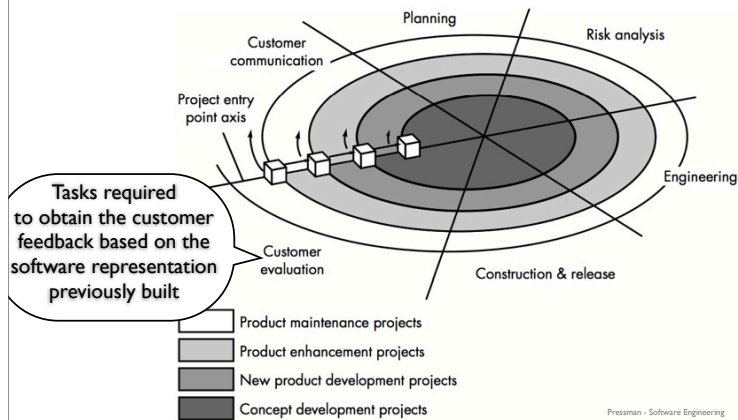 Planning
Risk analysis
Customer
communication
Project entry
point axis
Engineering
Tasks required
to obtain the customer
feedback based on the
software representation
previously built
Customer
evaluation
Construction & release
Product maintenance projects
Product enhancement projects
New product development projects
Concept development projects
Pressman - Software Engineering